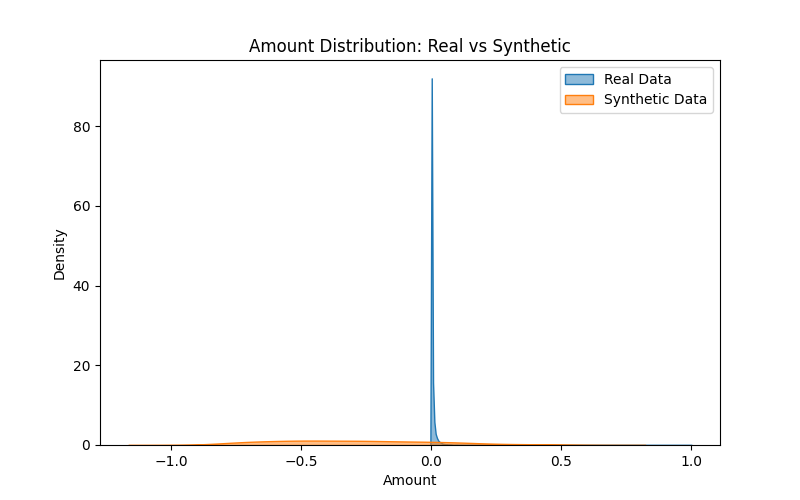 Amount Distribution: Real vs Synthetic
Real Data
Synthetic Data
80
60
40
20
0
Density
−1.0 −0.5 0.0 0.5 1.0
Amount